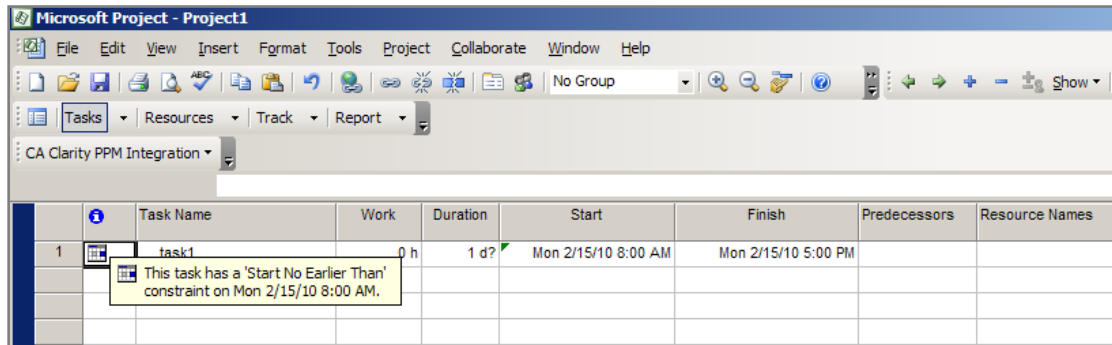 Microsoft Project - Project1
File Edit View Insert Format Tools Project Collaborate Window Help
ABC No Group Show
Tasks Resources Track Report
CA Clarity PPM Integration
Task Name Work Duration Start Finish Predecessors Resource Names
1 task1 0 h 1 d? Mon 2/15/10 8:00 AM Mon 2/15/10 5:00 PM
This task has a 'Start No Earlier Than'
constraint on Mon 2/15/10 8:00 AM.